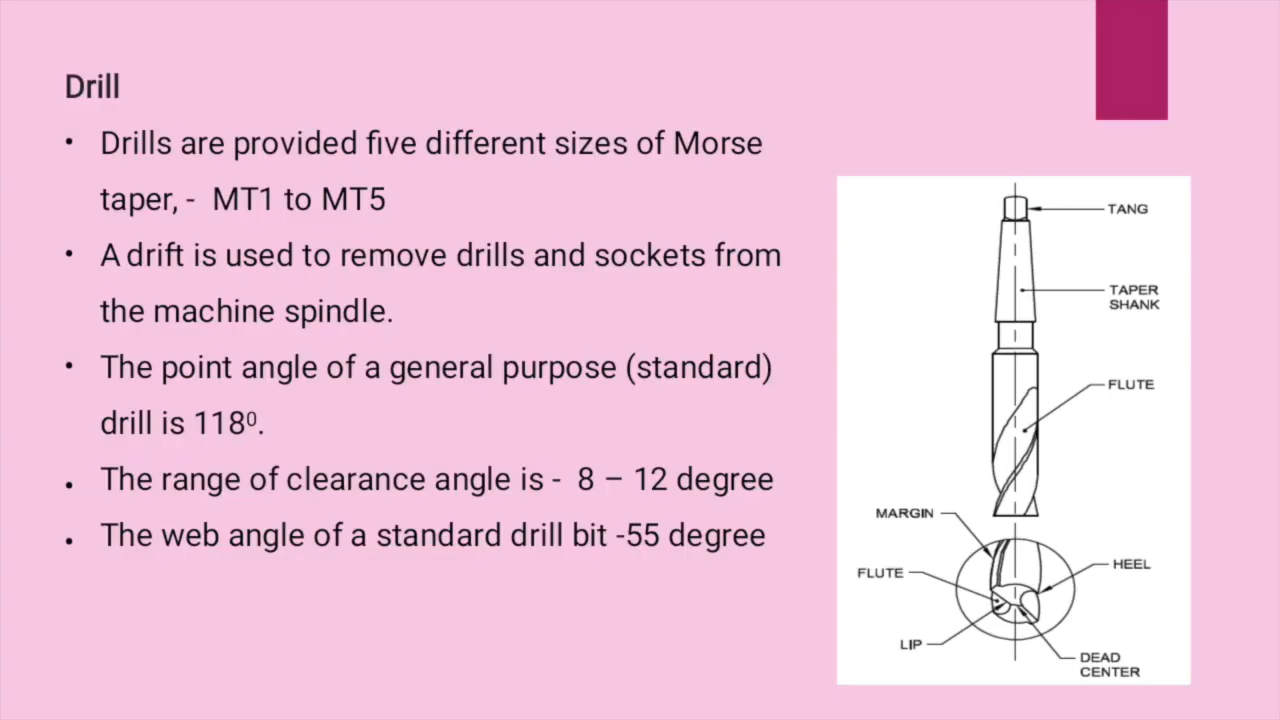 Drill
• Drills are provided five different sizes of Morse
taper, - MT1 to MT5
• A drift is used to remove drills and sockets from
the machine spindle.
• The point angle of a general purpose (standard)
drill is 118⁰.
• The range of clearance angle is - 8 – 12 degree
• The web angle of a standard drill bit -55 degree
TANG
TAPER
SHANK
FLUTE
MARGIN
FLUTE
HEEL
LIP
DEAD
CENTER